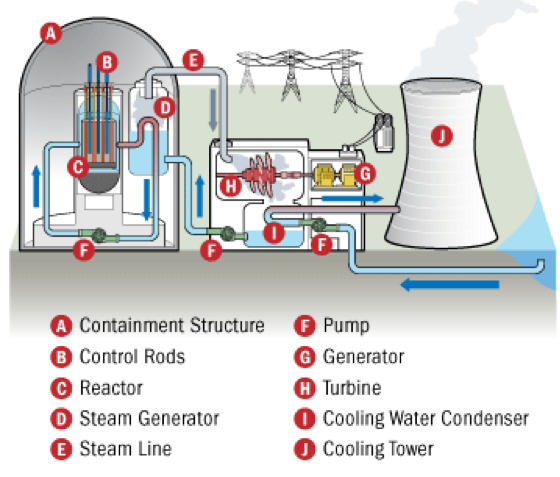 A
B
E
D
C
H
G
J
I
F
F
F
A Containment Structure
B Control Rods
C Reactor
D Steam Generator
E Steam Line
F Pump
G Generator
H Turbine
I Cooling Water Condenser
J Cooling Tower